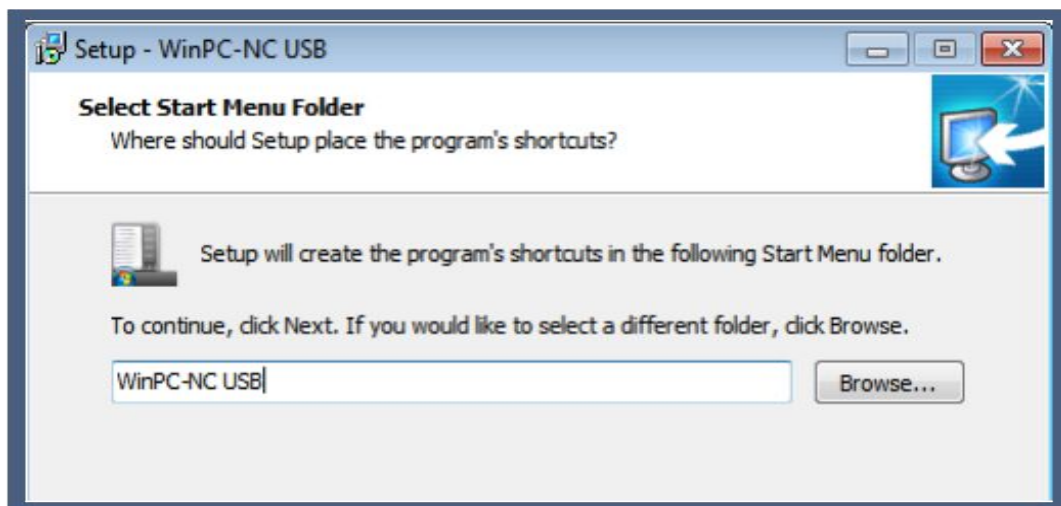 Setup - WinPC-NC USB
Select Start Menu Folder
Where should Setup place the program's shortcuts?
Setup will create the program's shortcuts in the following Start Menu folder.
To continue, click Next. If you would like to select a different folder, click Browse.
WinPC-NC USB
Browse...